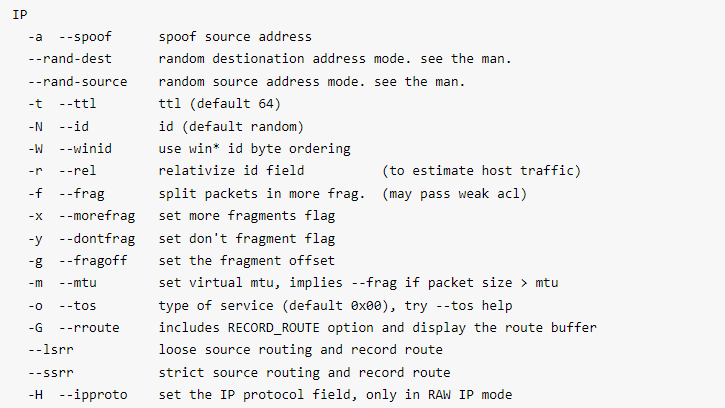 IP
  -a  --spoof      spoof source address
  --rand-dest      random destionation address mode. see the man.
  --rand-source    random source address mode. see the man.
  -t  --ttl        ttl (default 64)
  -N  --id         id (default random)
  -W  --winid      use win* id byte ordering
  -r  --rel        relativize id field          (to estimate host traffic)
  -f  --frag       split packets in more frag.  (may pass weak acl)
  -x  --morefrag   set more fragments flag
  -y  --dontfrag   set don't fragment flag
  -g  --fragoff    set the fragment offset
  -m  --mtu        set virtual mtu, implies --frag if packet size > mtu
  -o  --tos        type of service (default 0x00), try --tos help
  -G  --rroute     includes RECORD_ROUTE option and display the route buffer
  --lsrr           loose source routing and record route
  --ssrr           strict source routing and record route
  -H  --ipproto    set the IP protocol field, only in RAW IP mode